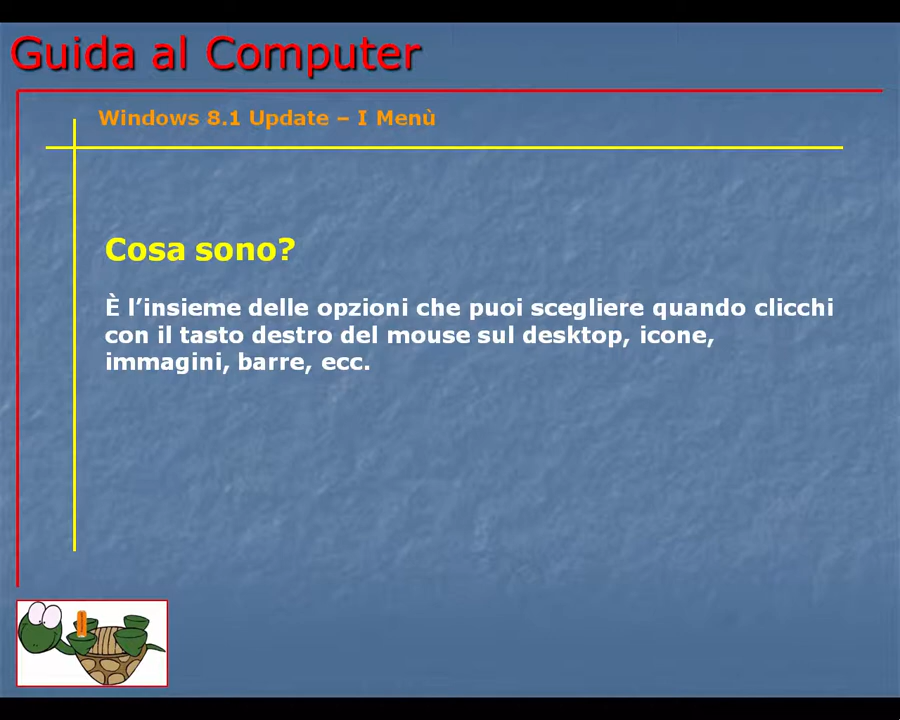 Guida al Computer
Windows 8.1 Update – I Menù
Cosa sono?
È l’insieme delle opzioni che puoi scegliere quando clicchi
con il tasto destro del mouse sul desktop, icone,
immagini, barre, ecc.